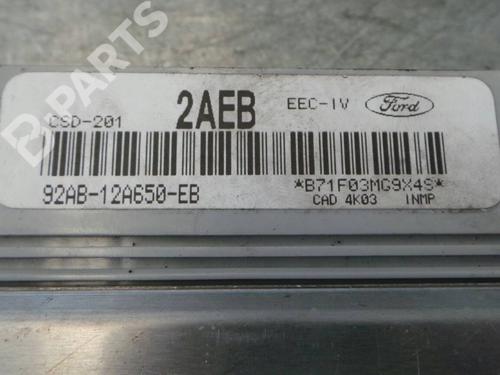 B-PARTS
2AEB
EEC-IV
Ford
CSD-201
92AB-12A650-EB
*B71F03MG9X4S*
CAD 4K03 INMP